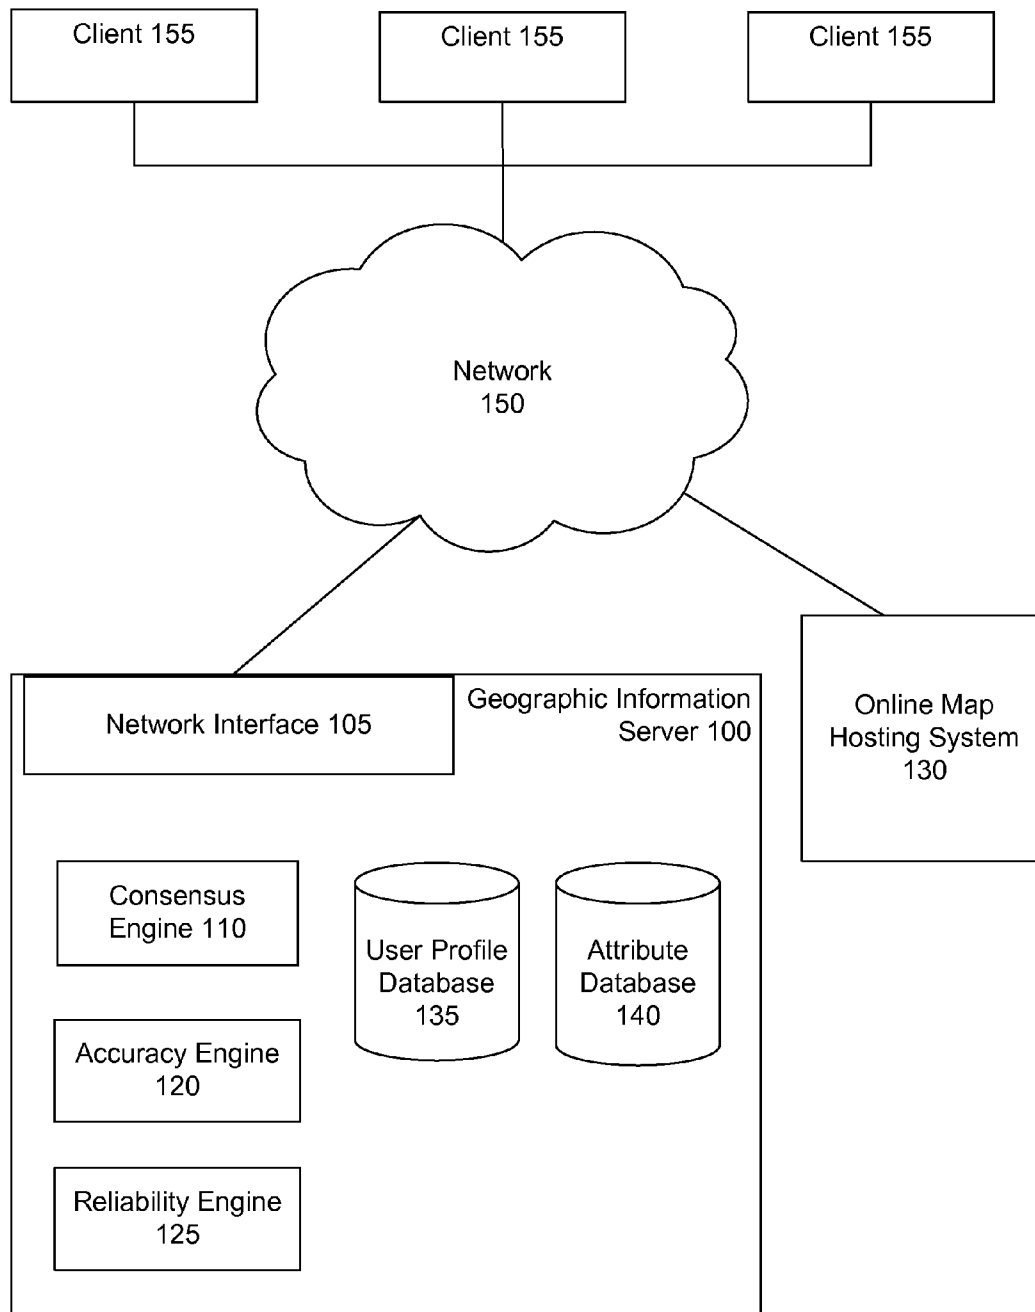 Client 155
Client 155
Client 155
Network
150
Network Interface 105
Geographic Information
Server 100
Online Map
Hosting System
130
Consensus
Engine 110
User Profile
Database
135
Attribute
Database
140
Accuracy Engine
120
Reliability Engine
125